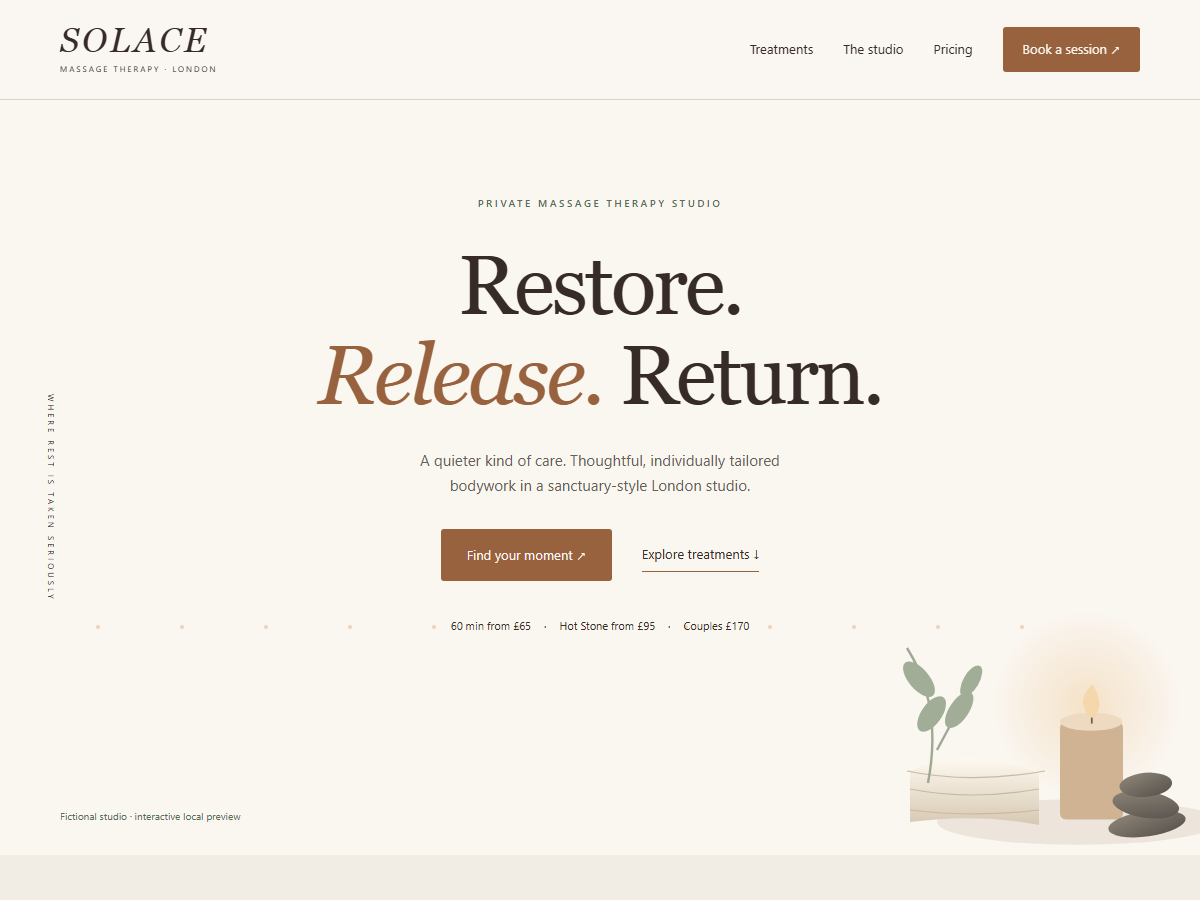 SOLACE
MASSAGE THERAPY · LONDON
Treatments
The studio
Pricing
Book a session ↗
PRIVATE MASSAGE THERAPY STUDIO
Restore.
Release. Return.
A quieter kind of care. Thoughtful, individually tailored
bodywork in a sanctuary-style London studio.
Find your moment ↗
Explore treatments ↓
WHERE REST IS TAKEN SERIOUSLY
60 min from £65 · Hot Stone from £95 · Couples £170
Fictional studio · interactive local preview